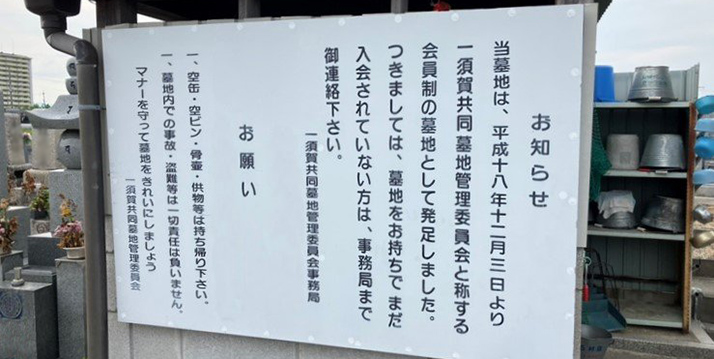 お知らせ
当墓地は、平成十八年十二月三日より
一須賀共同墓地管理委員会と称する
会員制の墓地として発足しました。
つきましては、墓地をお持ちで まだ
入会されていない方は、事務局まで
御連絡下さい。
一須賀共同墓地管理委員会事務局
お願い
一、空缶・空ビン・骨壷・供物等は持ち帰り下さい。
一、墓地内での事故・盗難等は一切責任は負いません。
マナーを守って墓地をきれいにしましょう
一須賀共同墓地管理委員会